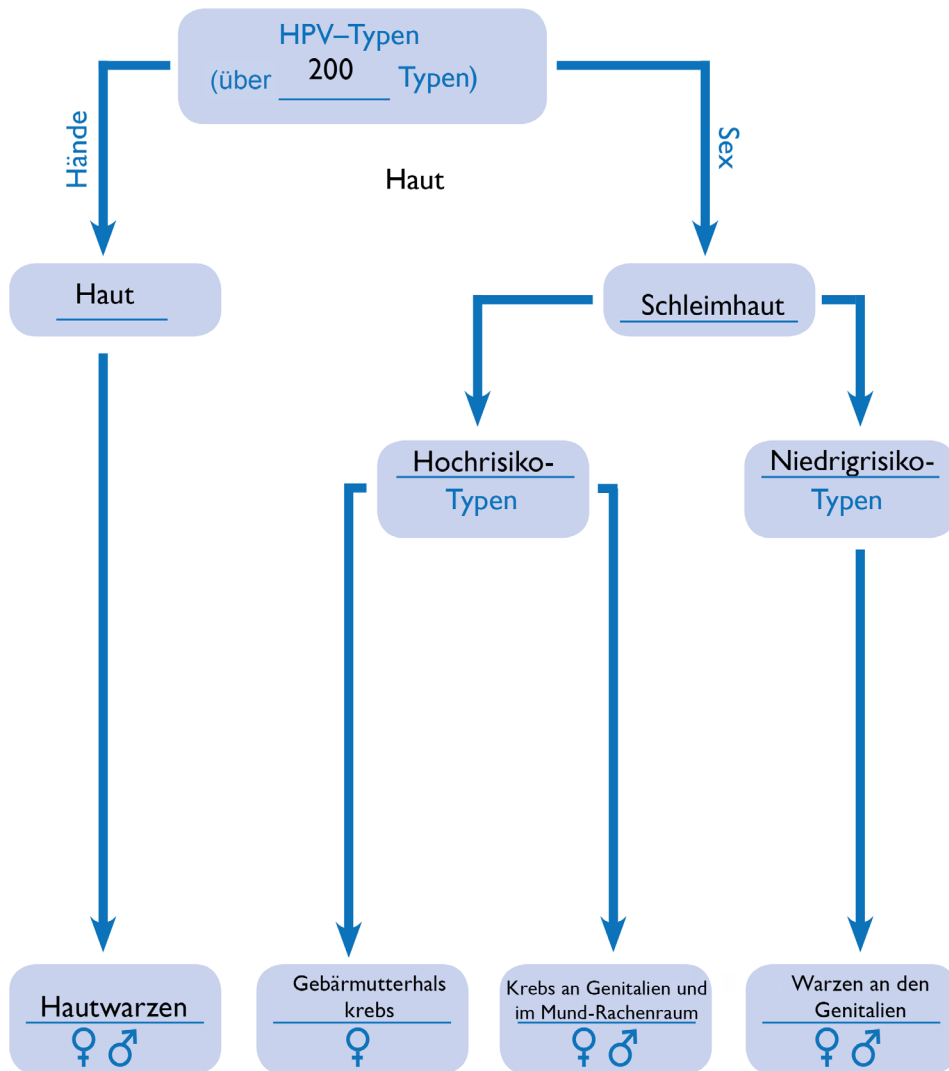 HPV–Typen
(über 200 Typen)
Hände
Sex
Haut
Haut
Schleimhaut
Hochrisiko-
Typen
Niedrigrisiko-
Typen
Hautwarzen
Gebärmutterhals
krebs
Krebs an Genitalien und
im Mund-Rachenraum
Warzen an den
Genitalien